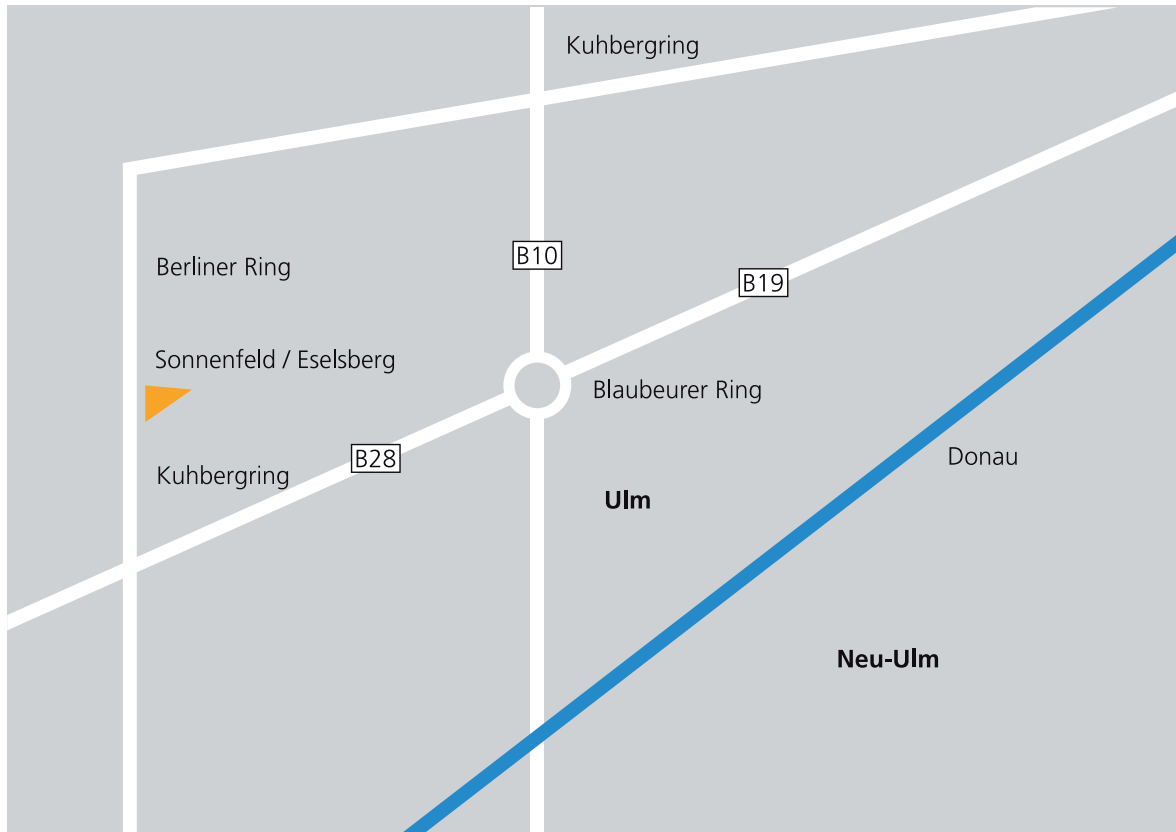 Kuhbergring
B10
Berliner Ring
B19
Sonnenfeld / Eselsberg
Blaubeurer Ring
B28
Donau
Kuhbergring
Ulm
Neu-Ulm